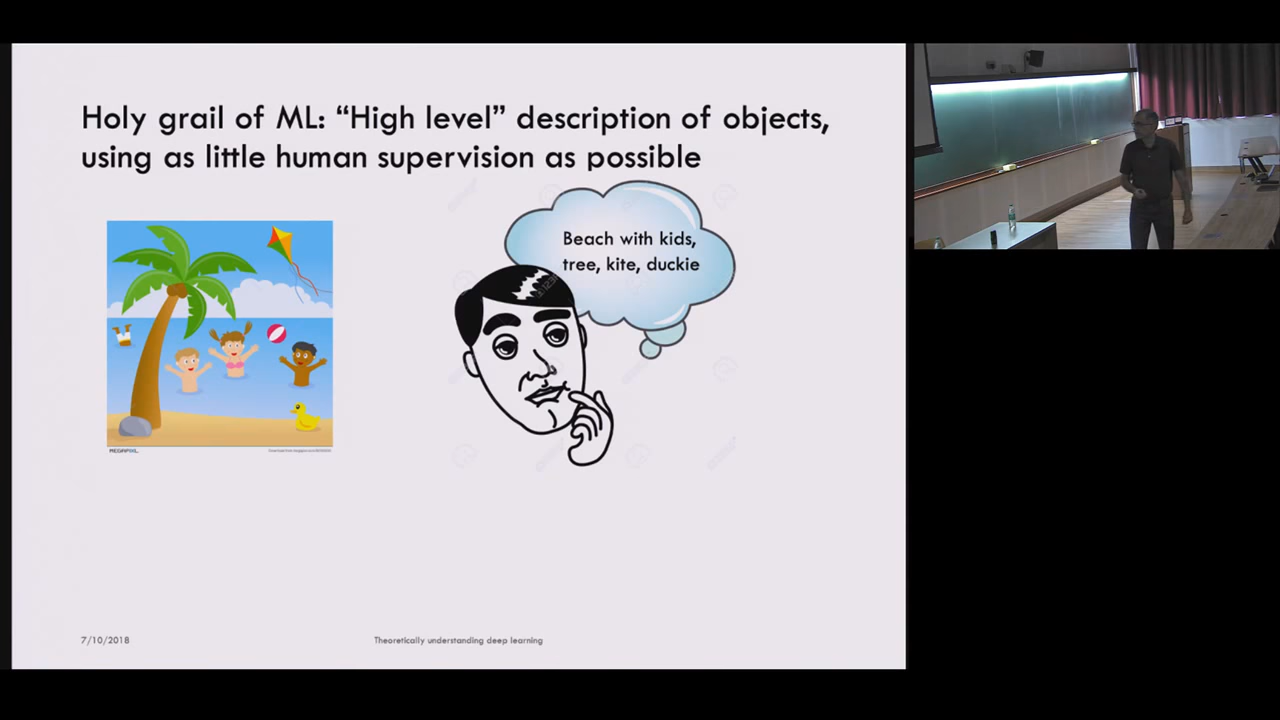 Holy grail of ML: “High level” description of objects,
using as little human supervision as possible
Beach with kids,
tree, kite, duckie
7/10/2018
Theoretically understanding deep learning